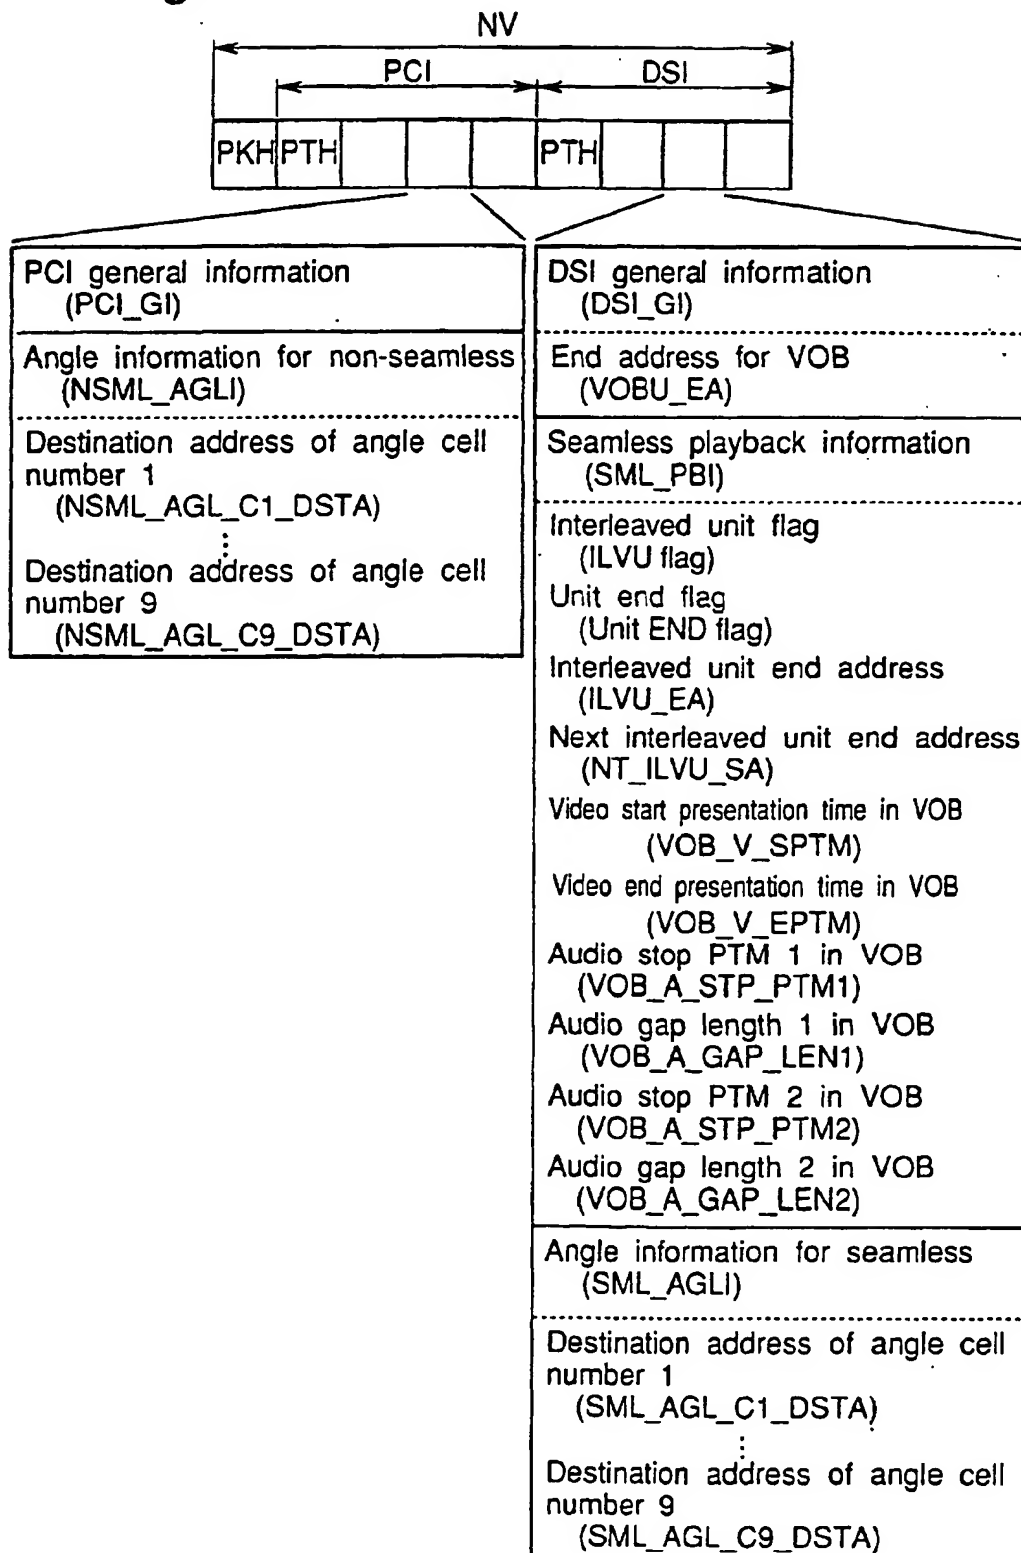 g
NV
PCI DSI
PKH PTH PTH
PCI general information
(PCI_GI)
Angle information for non-seamless
(NSML_AGLI)
Destination address of angle cell
number 1
(NSML_AGL_C1_DSTA)
Destination address of angle cell
number 9
(NSML_AGL_C9_DSTA)
DSI general information
(DSI_GI)
End address for VOB
(VOBU_EA)
Seamless playback information
(SML_PBI)
Interleaved unit flag
(ILVU flag)
Unit end flag
(Unit END flag)
Interleaved unit end address
(ILVU_EA)
Next interleaved unit end address
(NT_ILVU_SA)
Video start presentation time in VOB
(VOB_V_SPTM)
Video end presentation time in VOB
(VOB_V_EPTM)
Audio stop PTM 1 in VOB
(VOB_A_STP_PTM1)
Audio gap length 1 in VOB
(VOB_A_GAP_LEN1)
Audio stop PTM 2 in VOB
(VOB_A_STP_PTM2)
Audio gap length 2 in VOB
(VOB_A_GAP_LEN2)
Angle information for seamless
(SML_AGLI)
Destination address of angle cell
number 1
(SML_AGL_C1_DSTA)
Destination address of angle cell
number 9
(SML_AGL_C9_DSTA)